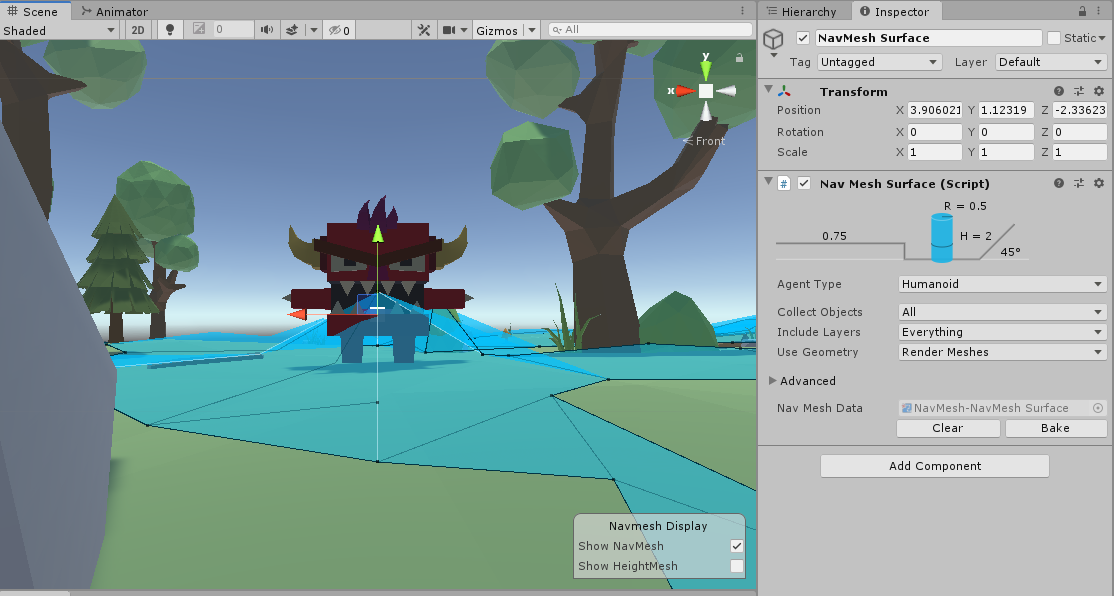 Scene
Animator
Shaded
2D
0
0
Gizmos
All
y
x
< Front
Navmesh Display
Show NavMesh
Show HeightMesh
Hierarchy
Inspector
NavMesh Surface
Static
Tag Untagged
Layer Default
Transform
Position X 3.906021 Y 1.12319 Z -2.33623
Rotation X 0 Y 0 Z 0
Scale X 1 Y 1 Z 1
# Nav Mesh Surface (Script)
R = 0.5
0.75
H = 2
45°
Agent Type Humanoid
Collect Objects All
Include Layers Everything
Use Geometry Render Meshes
Advanced
Nav Mesh Data NavMesh-NavMesh Surface
Clear Bake
Add Component